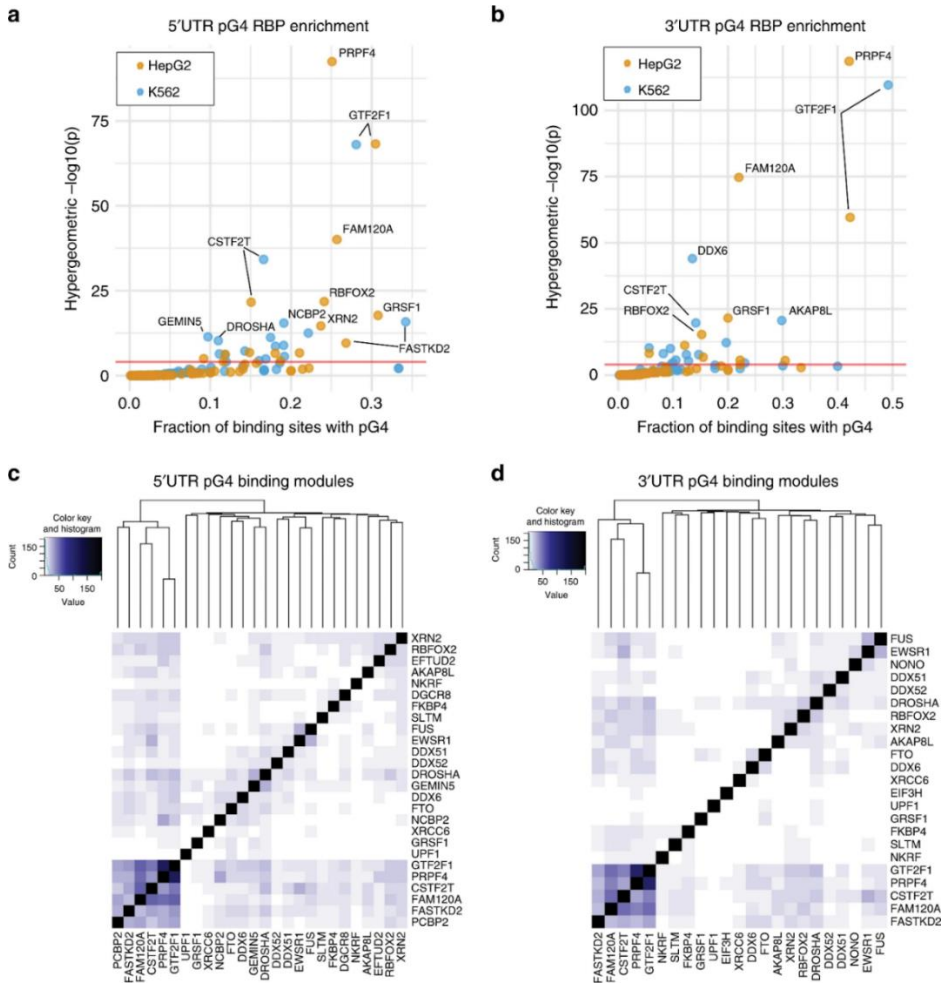 a
5′UTR pG4 RBP enrichment
HepG2
K562
PRPF4
GTF2F1
FAM120A
CSTF2T
RBFOX2
GRSF1
NCBP2
XRN2
GEMIN5
DROSHA
FASTKD2
75
50
25
0
0.0 0.1 0.2 0.3
Hypergeometric –log10(p)
Fraction of binding sites with pG4
b
3′UTR pG4 RBP enrichment
HepG2
K562
PRPF4
GTF2F1
FAM120A
DDX6
CSTF2T
RBFOX2
GRSF1
AKAP8L
100
75
50
25
0
0.0 0.1 0.2 0.3 0.4 0.5
Hypergeometric –log10(p)
Fraction of binding sites with pG4
c
5′UTR pG4 binding modules
Color key
and histogram
Count
0 150
50 150
Value
XRN2
RBFOX2
EFTUD2
AKAP8L
NKRF
DGCR8
FKBP4
SLTM
FUS
EWSR1
DDX51
DDX52
DROSHA
GEMIN5
DDX6
FTO
NCBP2
XRCC6
GRSF1
UPF1
GTF2F1
PRPF4
CSTF2T
FAM120A
FASTKD2
PCBP2
PCBP2 FASTKD2 FAM120A CSTF2T PRPF4 GTF2F1 UPF1 GRSF1 XRCC6 NCBP2 FTO DDX6 GEMIN5 DROSHA DDX52 DDX51 EWSR1 FUS SLTM FKBP4 DGCR8 NKRF AKAP8L EFTUD2 RBFOX2 XRN2
d
3′UTR pG4 binding modules
Color key
and histogram
Count
0 150
50 150
Value
FUS
EWSR1
NONO
DDX51
DDX52
DROSHA
RBFOX2
XRN2
AKAP8L
FTO
DDX6
XRCC6
EIF3H
UPF1
GRSF1
FKBP4
SLTM
NKRF
GTF2F1
PRPF4
CSTF2T
FAM120A
FASTKD2
FASTKD2 FAM120A CSTF2T PRPF4 GTF2F1 NKRF SLTM FKBP4 GRSF1 UPF1 EIF3H XRCC6 DDX6 FTO AKAP8L XRN2 RBFOX2 DROSHA DDX52 DDX51 NONO EWSR1 FUS